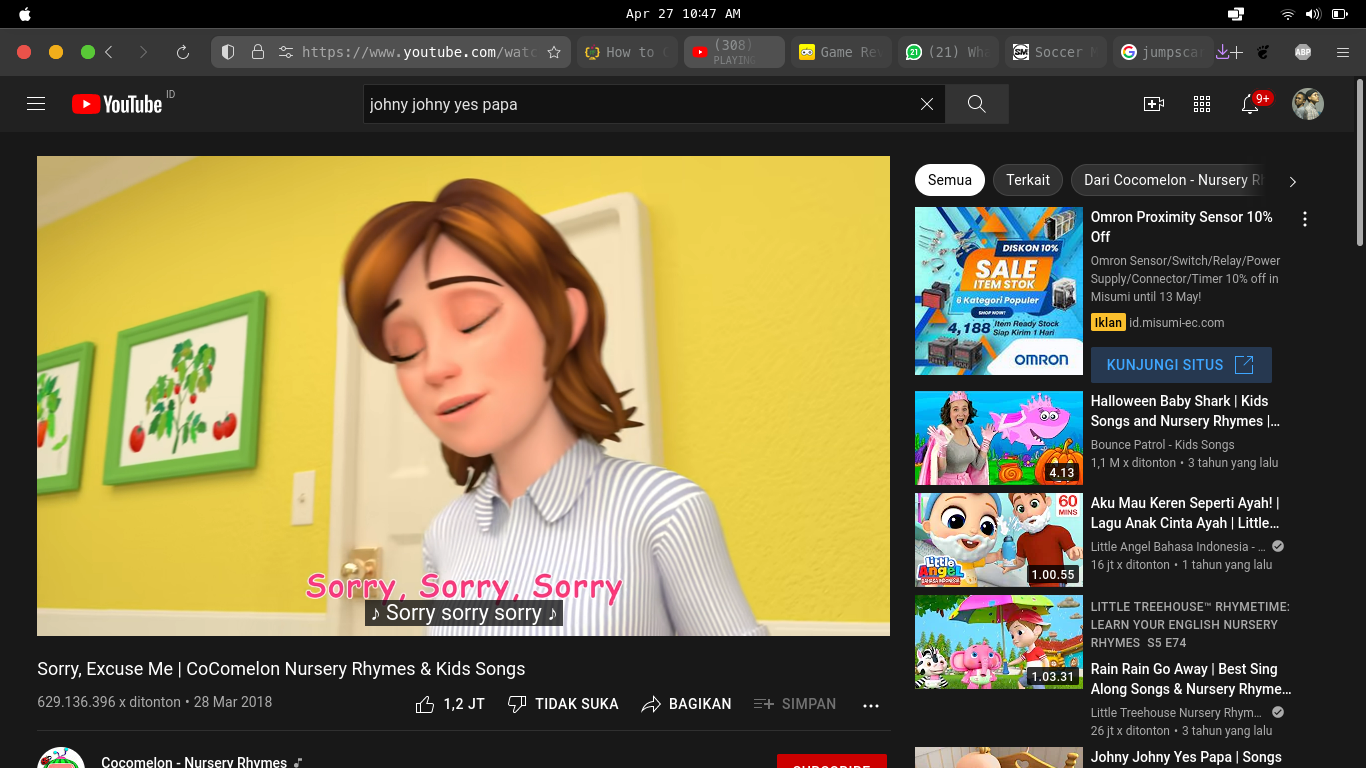 Apr 27 10:47 AM
https://www.youtube.com/watc
How to
(308)
PLAYING
Game Re
(21) Wh
Soccer
jumpsca
ABP
YouTube ID
johny johny yes papa
9+
Sorry, Sorry, Sorry
♪ Sorry sorry sorry ♪
Sorry, Excuse Me | CoComelon Nursery Rhymes & Kids Songs
629.136.396 x ditonton • 28 Mar 2018
1,2 JT
TIDAK SUKA
BAGIKAN
SIMPAN
Cocomelon - Nursery Rhymes
SUBSCRIBE
Semua
Terkait
Dari Cocomelon - Nursery R
DISKON 10%
SALE
ITEM STOK
6 Kategori Populer
SHOP NOW!
4,188 Item Ready Stock
Siap Kirim 1 Hari
OMRON
Omron Proximity Sensor 10%
Off
Omron Sensor/Switch/Relay/Power
Supply/Connector/Timer 10% off in
Misumi until 13 May!
Iklan id.misumi-ec.com
KUNJUNGI SITUS
4.13
Halloween Baby Shark | Kids
Songs and Nursery Rhymes |...
Bounce Patrol - Kids Songs
1,1 M x ditonton • 3 tahun yang lalu
60
MINS
Little
Angel
BAHASA INDONESIA
1.00.55
Aku Mau Keren Seperti Ayah! |
Lagu Anak Cinta Ayah | Little...
Little Angel Bahasa Indonesia - ...
16 jt x ditonton • 1 tahun yang lalu
1.03.31
LITTLE TREEHOUSE™ RHYMETIME:
LEARN YOUR ENGLISH NURSERY
RHYMES S5 E74
Rain Rain Go Away | Best Sing
Along Songs & Nursery Rhyme...
Little Treehouse Nursery Rhym...
26 jt x ditonton • 3 tahun yang lalu
Johny Johny Yes Papa | Songs